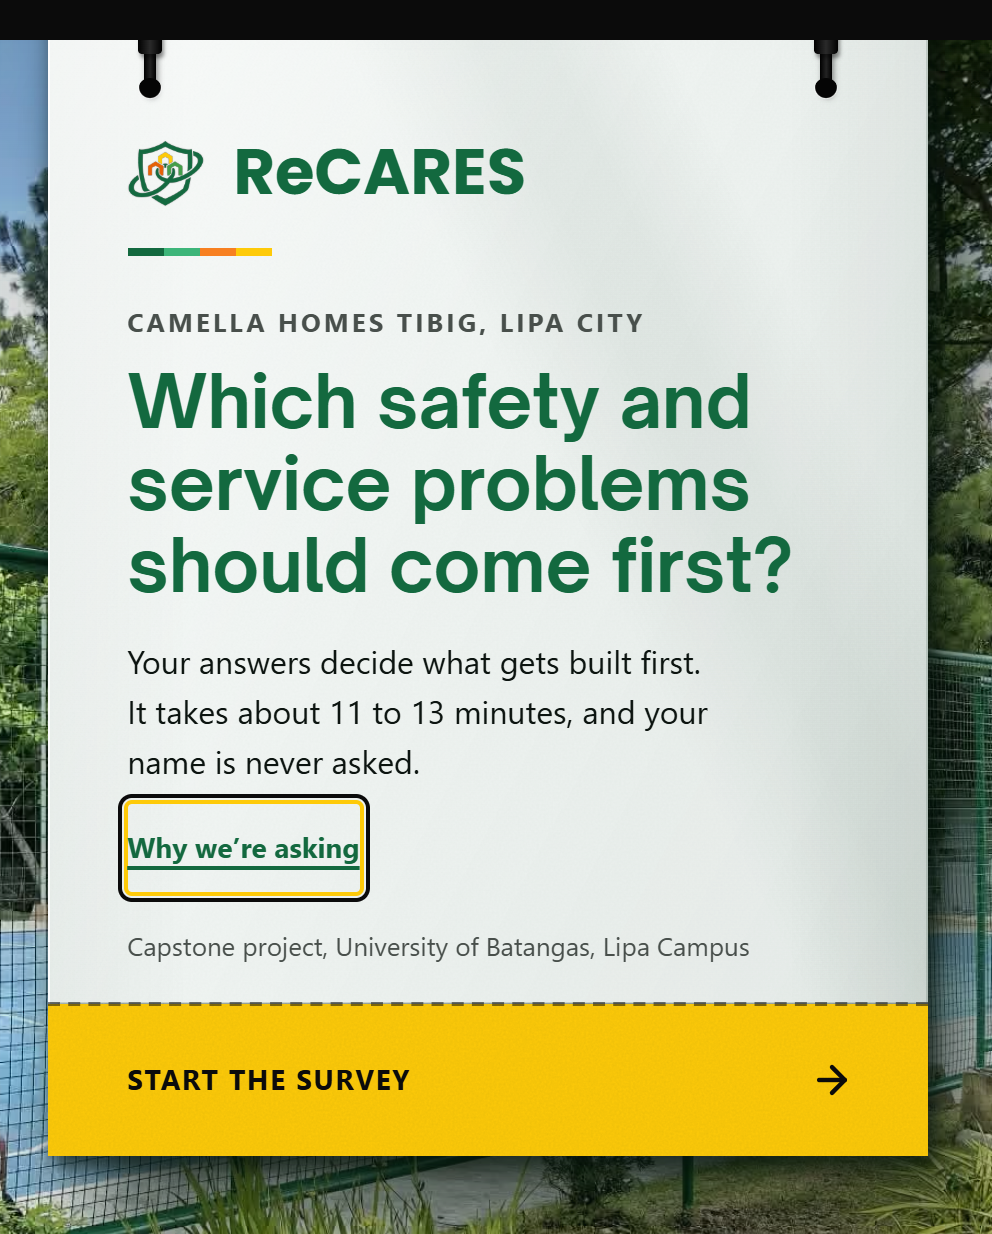 ReCARES
CAMELLA HOMES TIBIG, LIPA CITY
Which safety and
service problems
should come first?
Your answers decide what gets built first.
It takes about 11 to 13 minutes, and your
name is never asked.
Why we’re asking
Capstone project, University of Batangas, Lipa Campus
START THE SURVEY